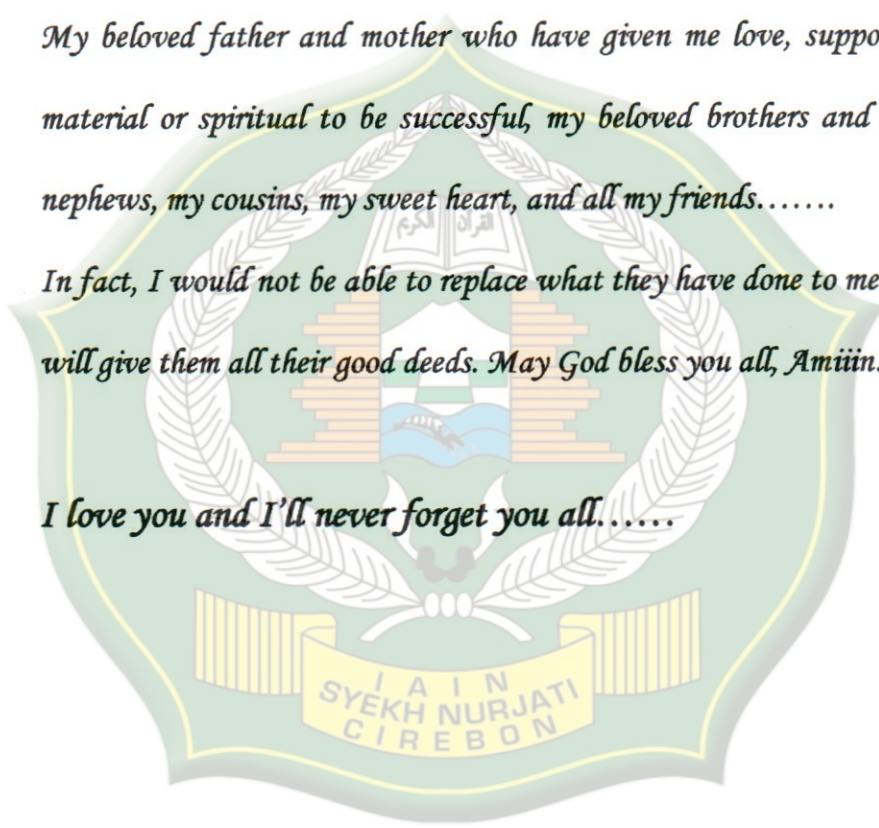 My beloved father and mother who have given me love,
material or spiritual to be successful, my beloved brothers and
nephews, my cousins, my sweet heart, and all my friends.......
القرآن الكريم
In fact, I would not be able to replace what they have done to me
will give them all their good deeds. May God bless you all, Amiiin.
I love you and I'll never forget you all......
I A I N
SYEKH NURJATI
CIREBON